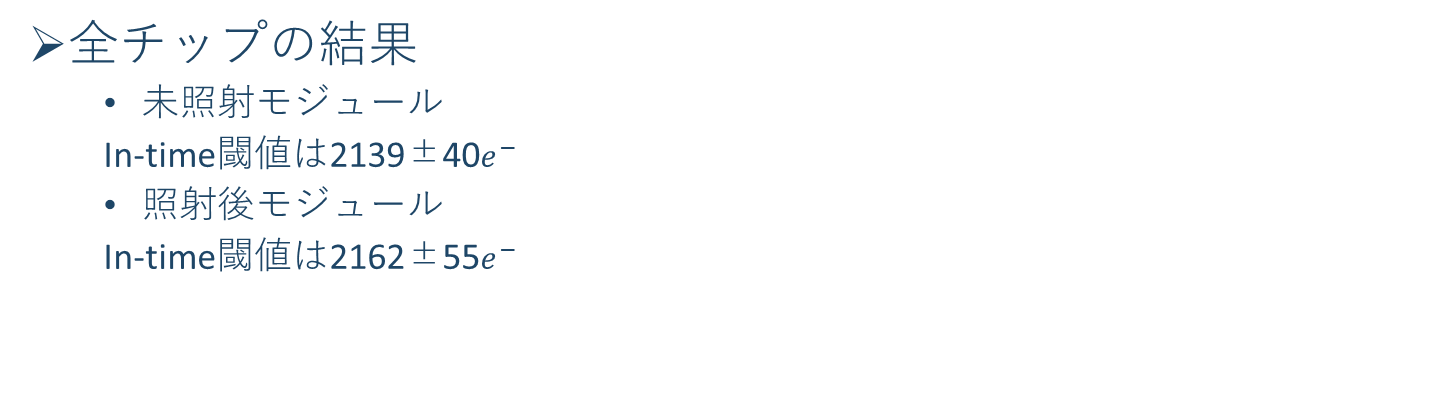 ➢全チップの結果
• 未照射モジュール
In-time閾値は2139±40e⁻
• 照射後モジュール
In-time閾値は2162±55e⁻